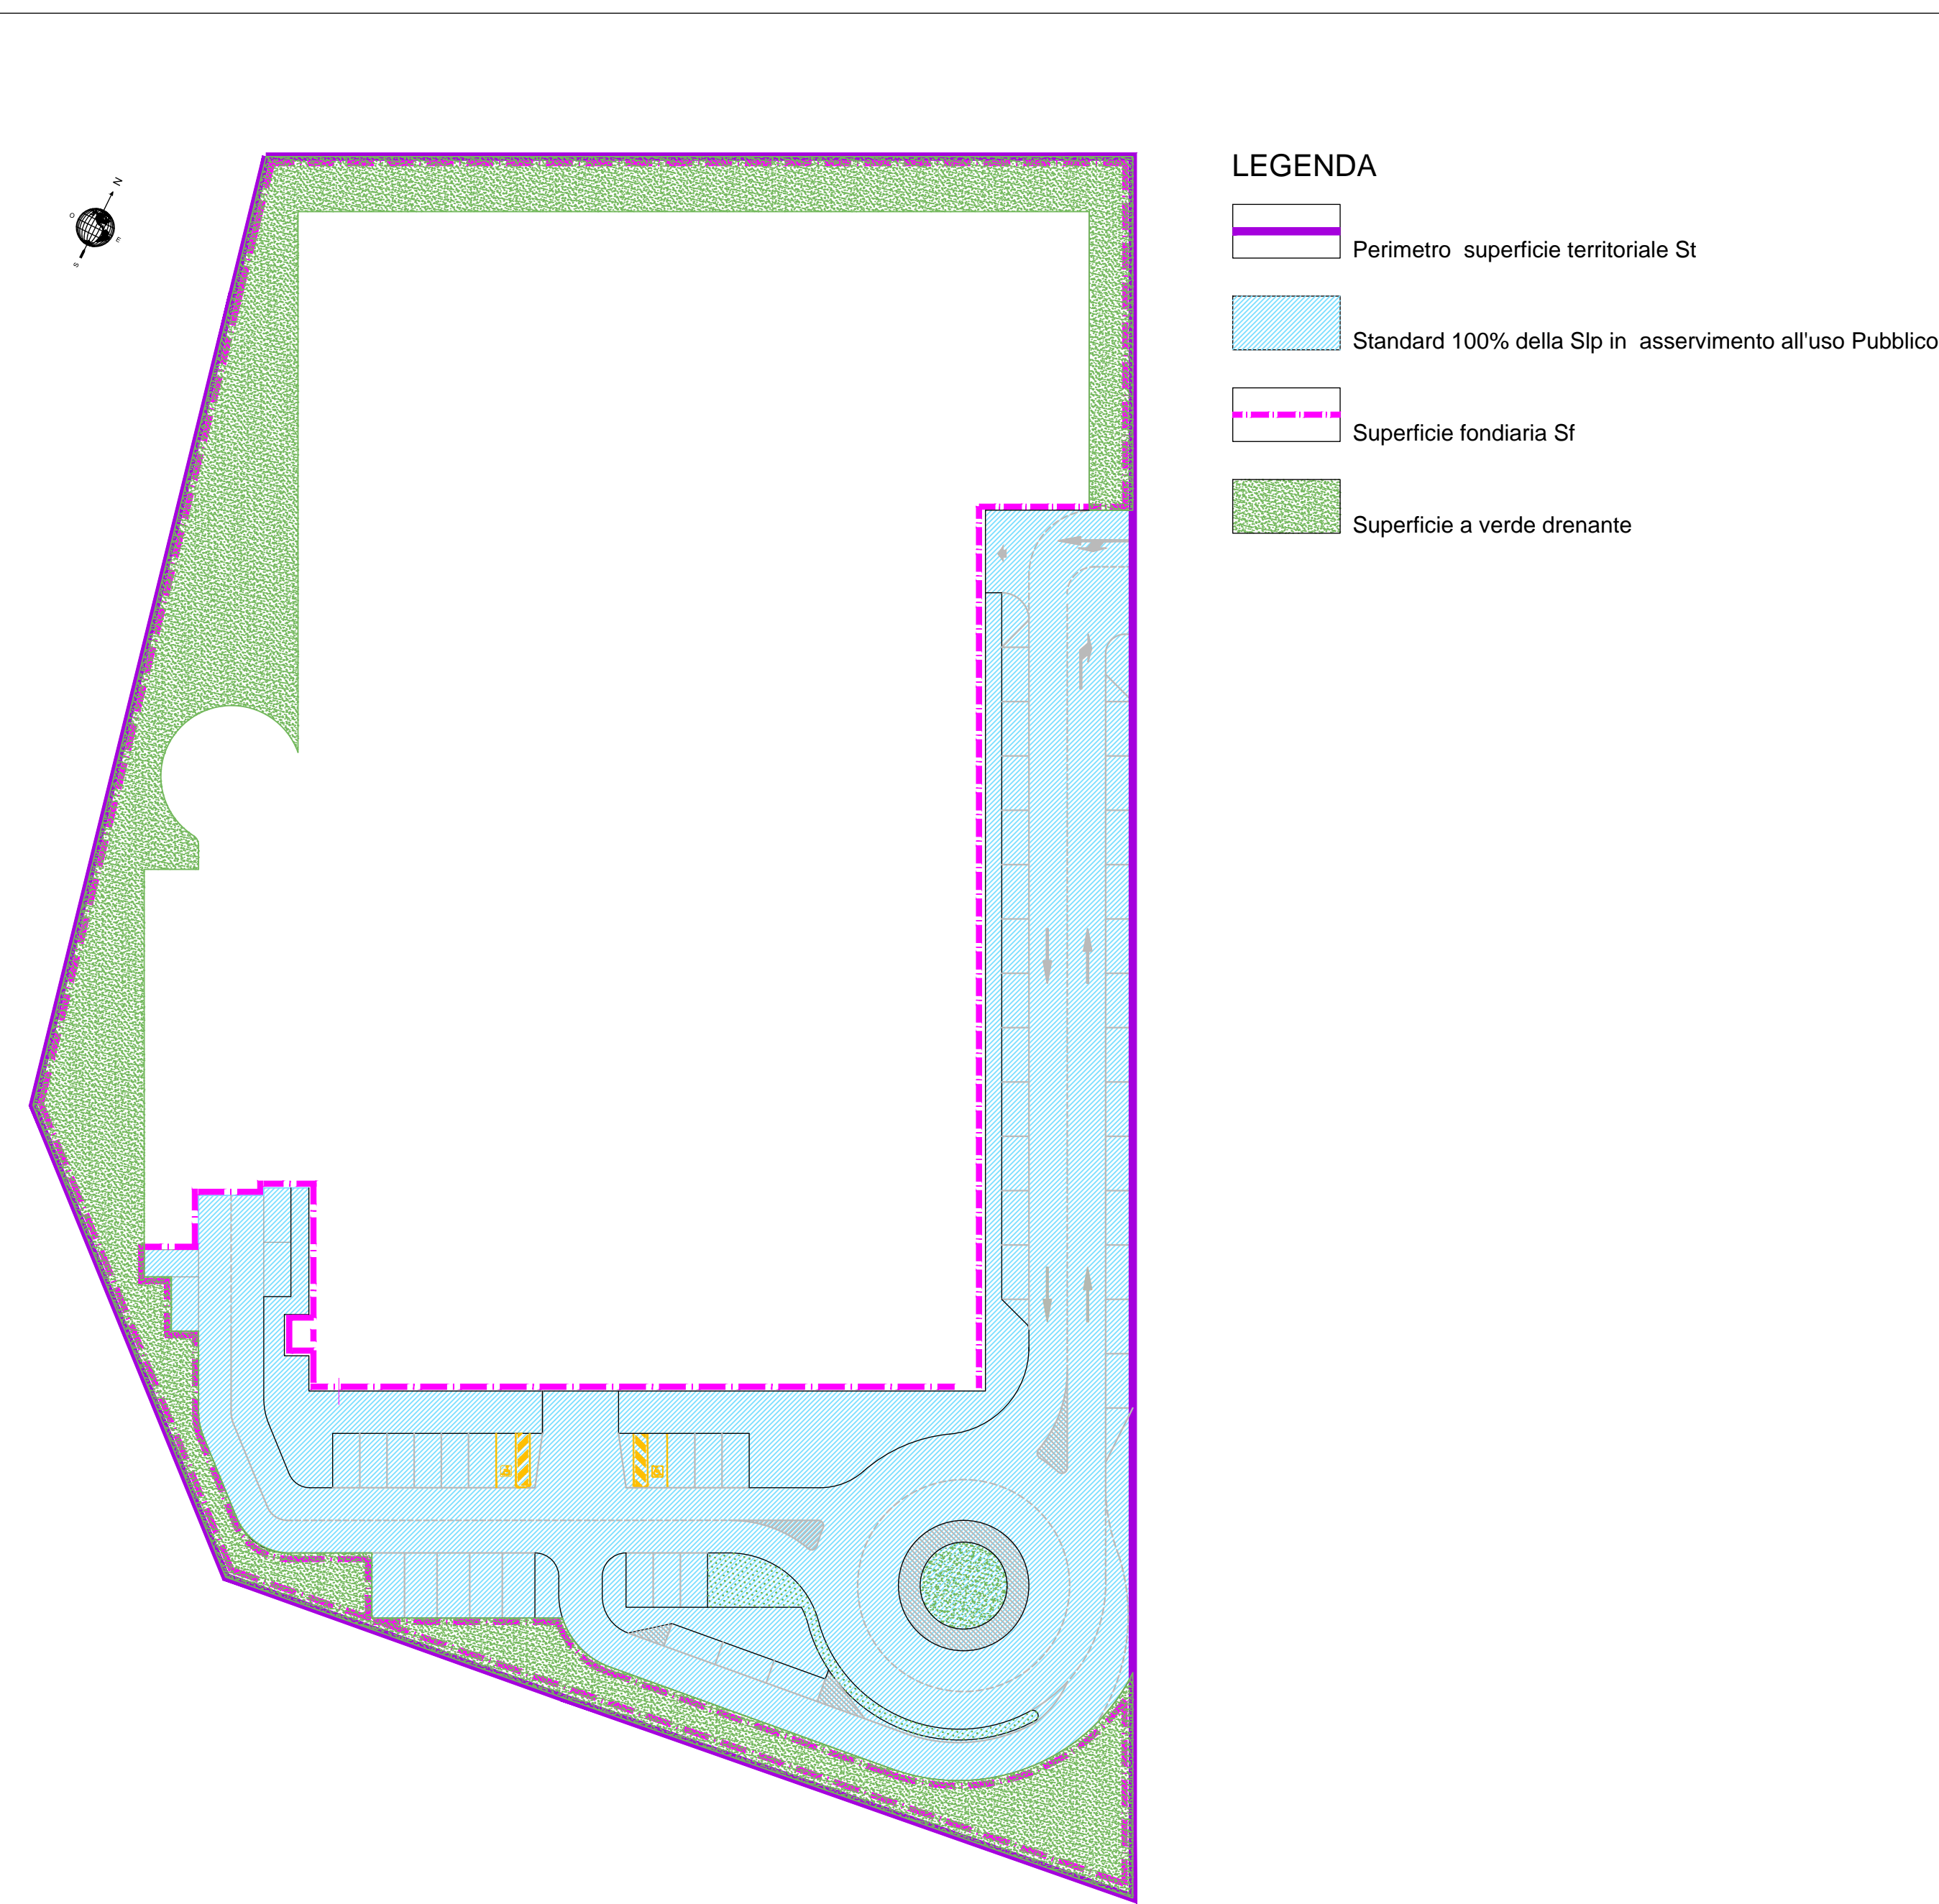 N
O
E
S
LEGENDA
Perimetro superficie territoriale St
Standard 100% della Slp in asservimento all'uso Pubblico
Superficie fondiaria Sf
Superficie a verde drenante